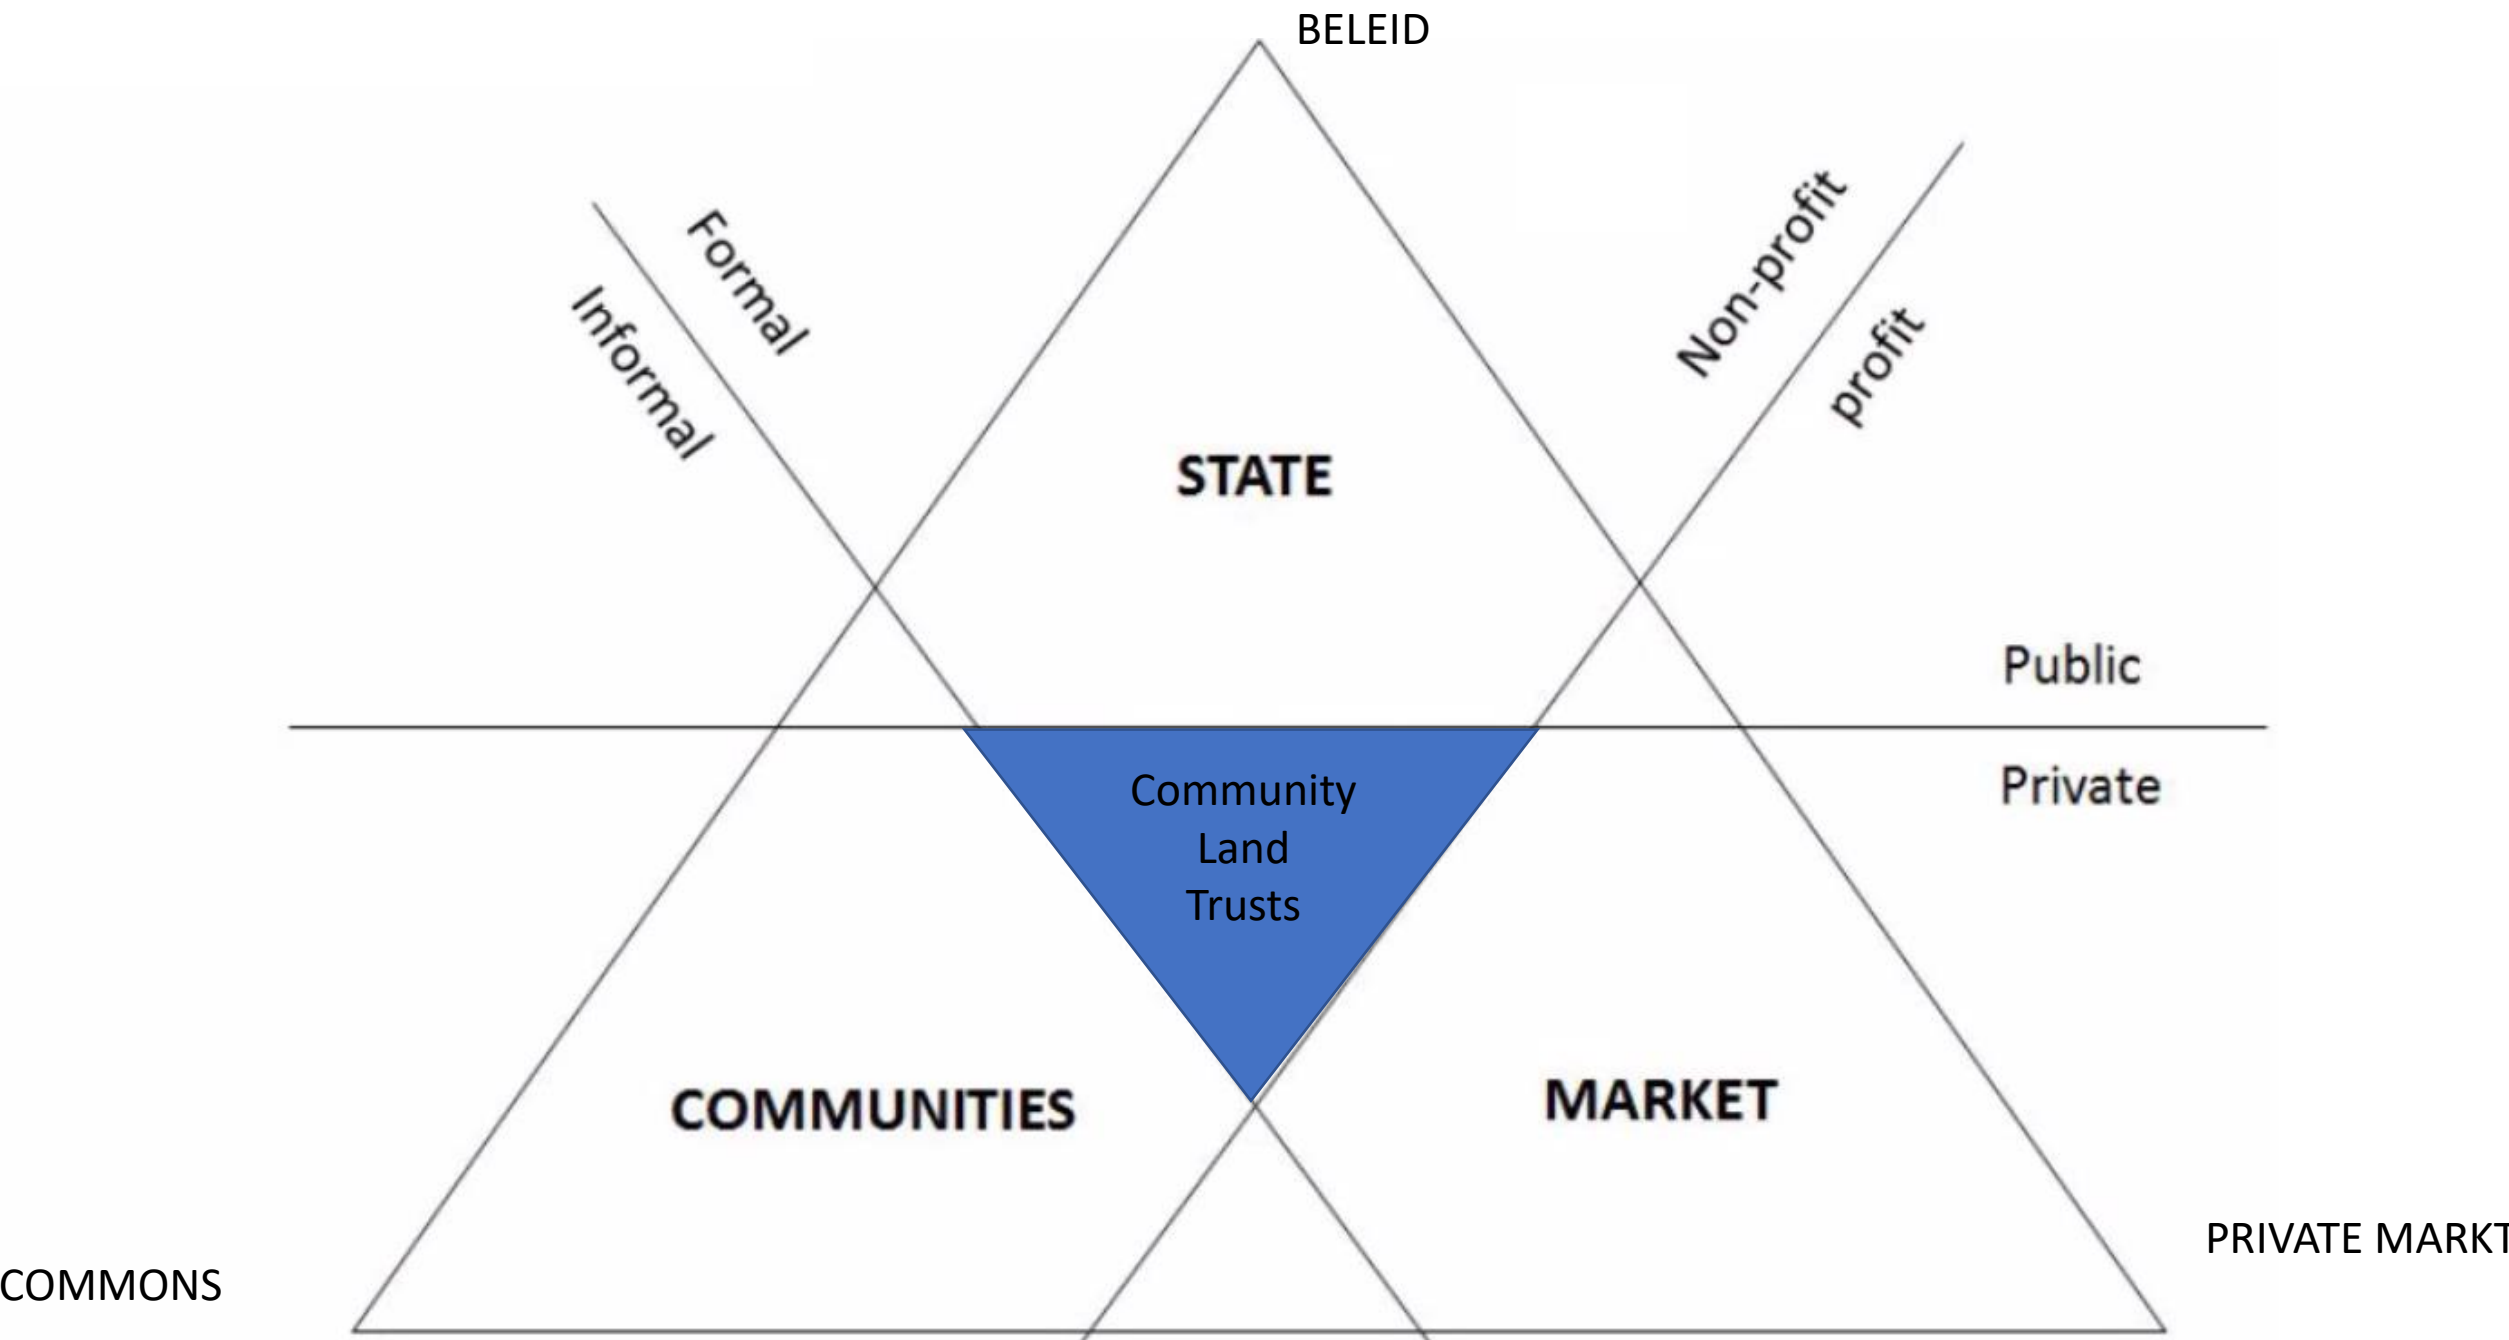 BELEID
Formal
Informal
Non-profit
profit
STATE
Public
Private
Community
Land
Trusts
COMMUNITIES
MARKET
COMMONS
PRIVATE MARKT